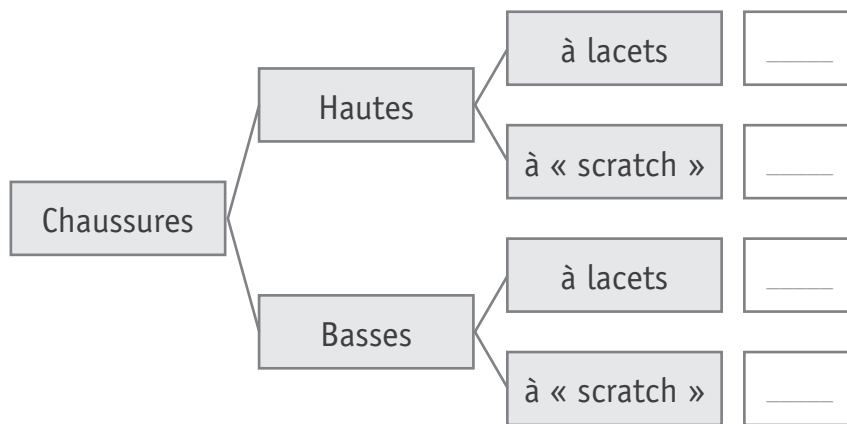 à lacets
Hautes
à « scratch »
Chaussures
à lacets
Basses
à « scratch »